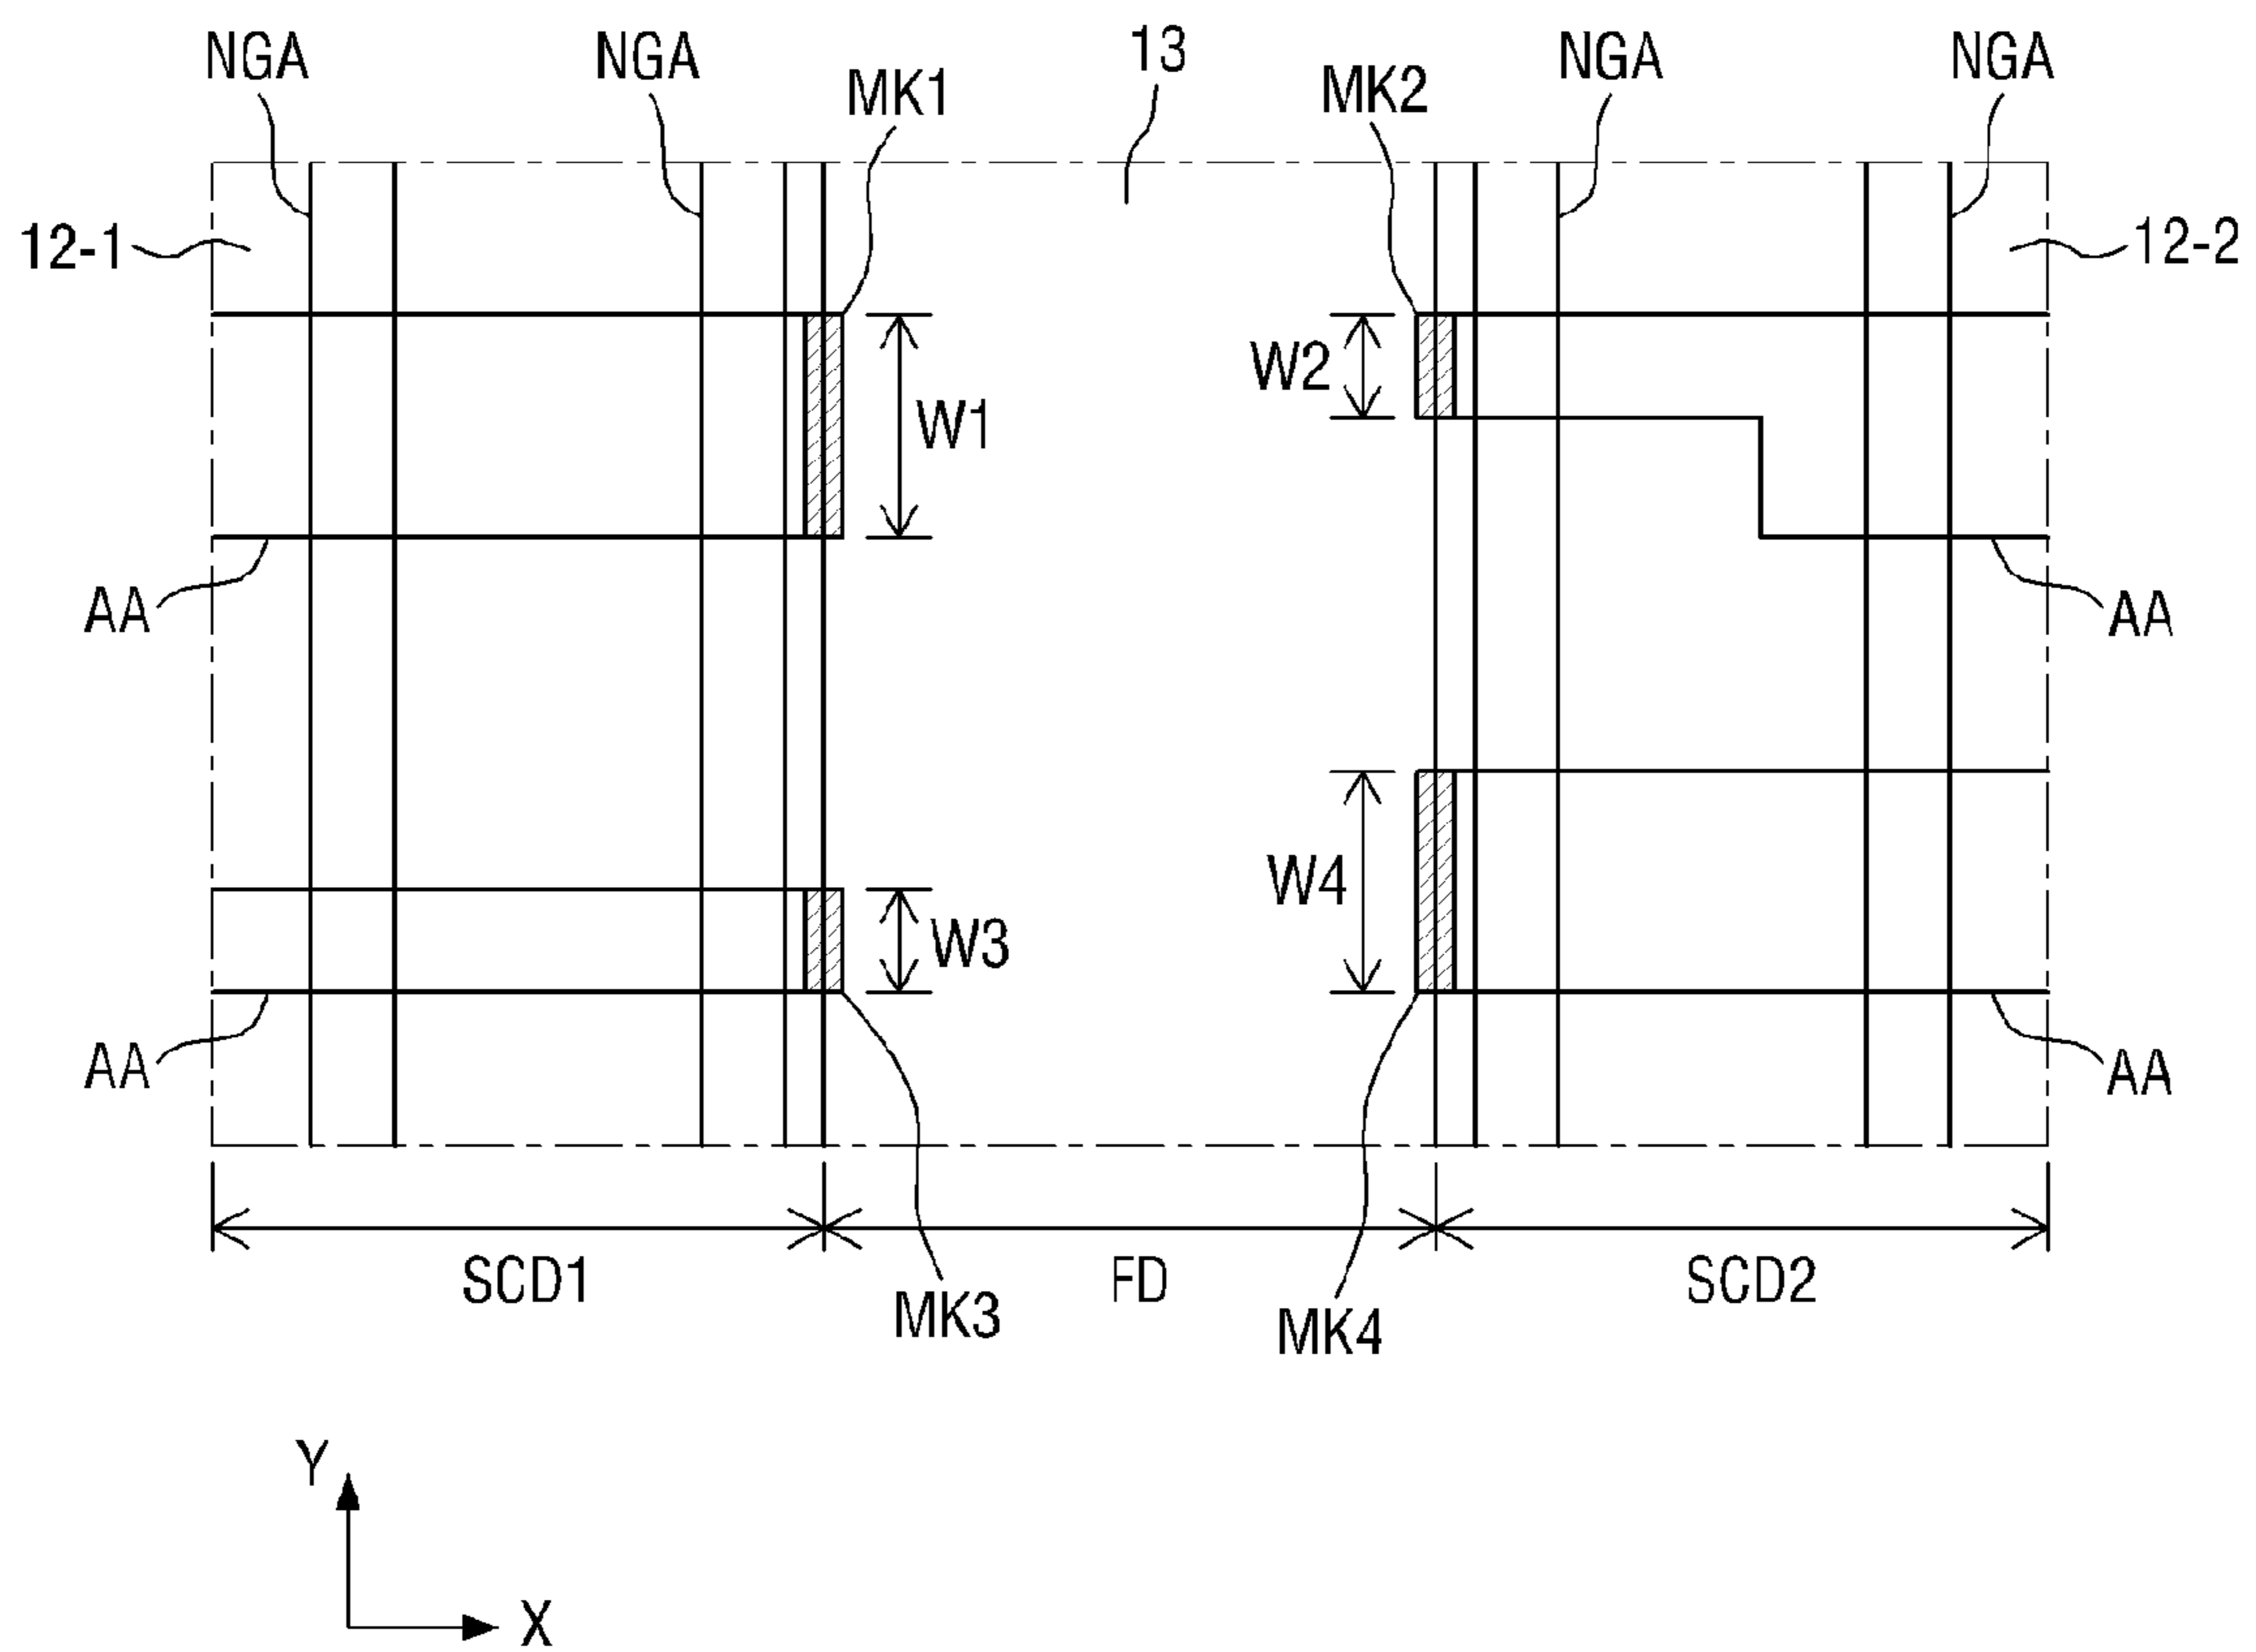 NGA NGA 13 NGA NGA
MK1 MK2
12-1 12-2
W2
W1
AA AA
W4
W3
AA AA
SCD1 FD SCD2
MK3 MK4
Y
X